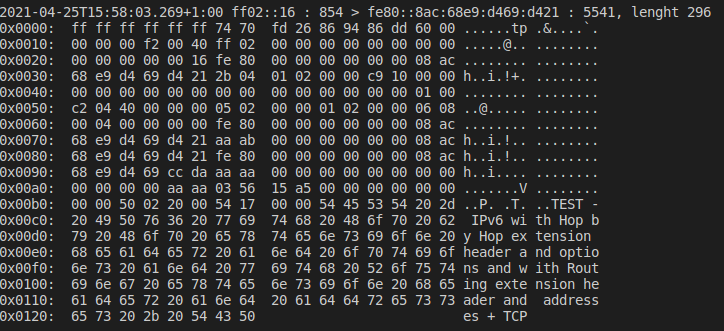 2021-04-25T15:58:03.269+1:00 ff02::16 : 854 > fe80::8ac:68e9:d469:d421 : 5541, lenght 296
0x0000: ff ff ff ff ff ff 74 70 fd 26 86 94 86 dd 60 00 ......tp .&....`.
0x0010: 00 00 00 f2 00 40 ff 02 00 00 00 00 00 00 00 00 .....@.. ........
0x0020: 00 00 00 00 00 16 fe 80 00 00 00 00 00 00 08 ac ........ ........
0x0030: 68 e9 d4 69 d4 21 2b 04 01 02 00 00 c9 10 00 00 h..i.!+. ........
0x0040: 00 00 00 00 00 00 00 00 00 00 00 00 00 00 01 00 ........ ........
0x0050: c2 04 40 00 00 00 05 02 00 00 01 02 00 00 06 08 ..@..... ........
0x0060: 00 04 00 00 00 00 fe 80 00 00 00 00 00 00 08 ac ........ ........
0x0070: 68 e9 d4 69 d4 21 aa ab 00 00 00 00 00 00 08 ac h..i.!.. ........
0x0080: 68 e9 d4 69 d4 21 fe 80 00 00 00 00 00 00 08 ac h..i.!.. ........
0x0090: 68 e9 d4 69 cc da aa aa 00 00 00 00 00 00 00 00 h..i.... ........
0x00a0: 00 00 00 00 aa aa 03 56 15 a5 00 00 00 00 00 00 .......V ........
0x00b0: 00 00 50 02 20 00 54 17 00 00 54 45 53 54 20 2d ..P. .T. ..TEST -
0x00c0: 20 49 50 76 36 20 77 69 74 68 20 48 6f 70 20 62 IPv6 wi th Hop b
0x00d0: 79 20 48 6f 70 20 65 78 74 65 6e 73 69 6f 6e 20 y Hop ex tension
0x00e0: 68 65 61 64 65 72 20 61 6e 64 20 6f 70 74 69 6f header a nd optio
0x00f0: 6e 73 20 61 6e 64 20 77 69 74 68 20 52 6f 75 74 ns and w ith Rout
0x0100: 69 6e 67 20 65 78 74 65 6e 73 69 6f 6e 20 68 65 ing exte nsion he
0x0110: 61 64 65 72 20 61 6e 64 20 61 64 64 72 65 73 73 ader and address
0x0120: 65 73 20 2b 20 54 43 50 es + TCP